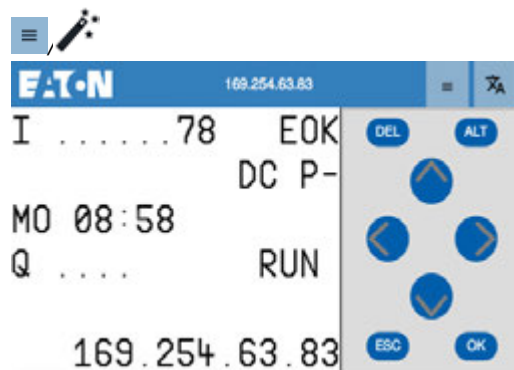 ,
EATON 169.254.63.83
I ......78 EOK
DC P-
MO 08:58
Q .... RUN
169.254.63.83
DEL ALT
ESC OK